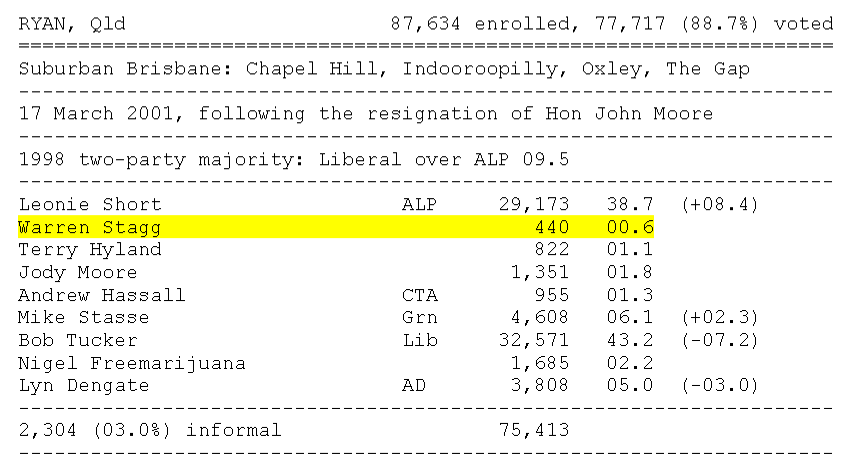 RYAN, Qld 87,634 enrolled, 77,717 (88.7%) voted
======================================================================
Suburban Brisbane: Chapel Hill, Indooroopilly, Oxley, The Gap
----------------------------------------------------------------------
17 March 2001, following the resignation of Hon John Moore
----------------------------------------------------------------------
1998 two-party majority: Liberal over ALP 09.5
----------------------------------------------------------------------
Leonie Short ALP 29,173 38.7 (+08.4)
Warren Stagg 440 00.6
Terry Hyland 822 01.1
Jody Moore 1,351 01.8
Andrew Hassall CTA 955 01.3
Mike Stasse Grn 4,608 06.1 (+02.3)
Bob Tucker Lib 32,571 43.2 (-07.2)
Nigel Freemarijuana 1,685 02.2
Lyn Dengate AD 3,808 05.0 (-03.0)
----------------------------------------------------------------------
2,304 (03.0%) informal 75,413
----------------------------------------------------------------------